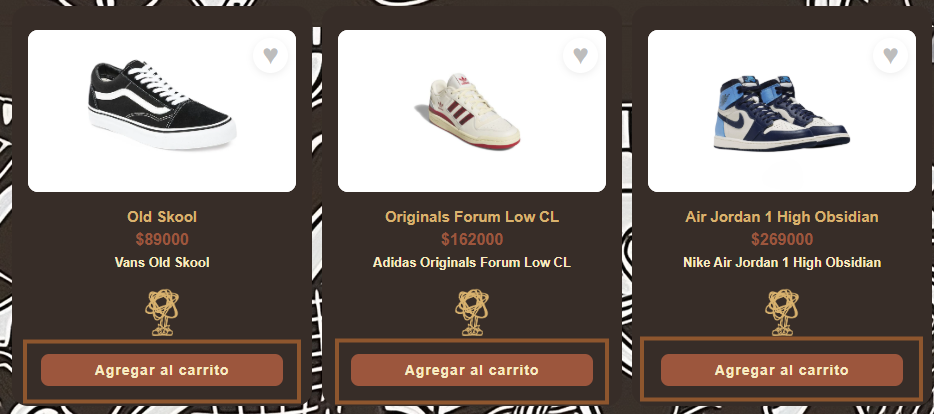 Old Skool
$89000
Vans Old Skool
Agregar al carrito
Originals Forum Low CL
$162000
Adidas Originals Forum Low CL
Agregar al carrito
Air Jordan 1 High Obsidian
$269000
Nike Air Jordan 1 High Obsidian
Agregar al carrito